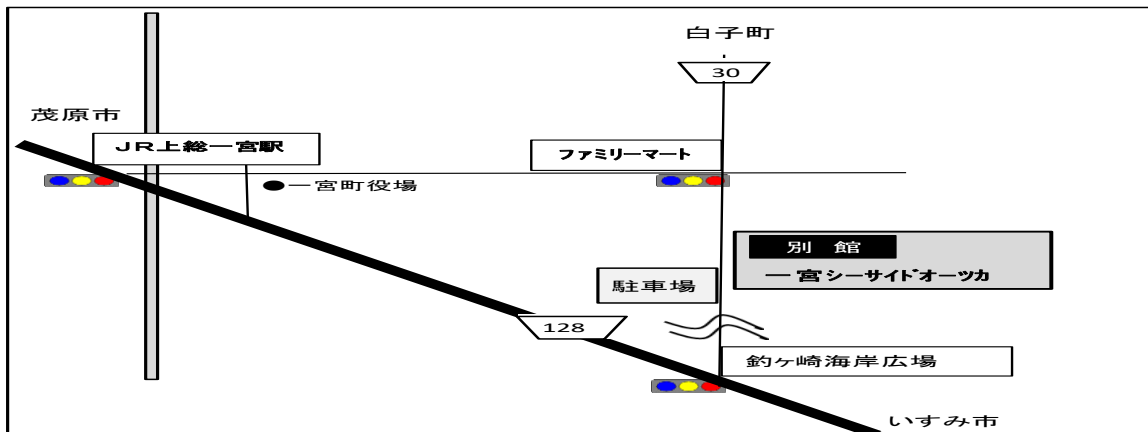 白子町
30
茂原市
JR上総一宮駅
ファミリーマート
●一宮町役場
別 館
一宮シーサイドオーツカ
駐車場
128
釣ヶ崎海岸広場
いすみ市